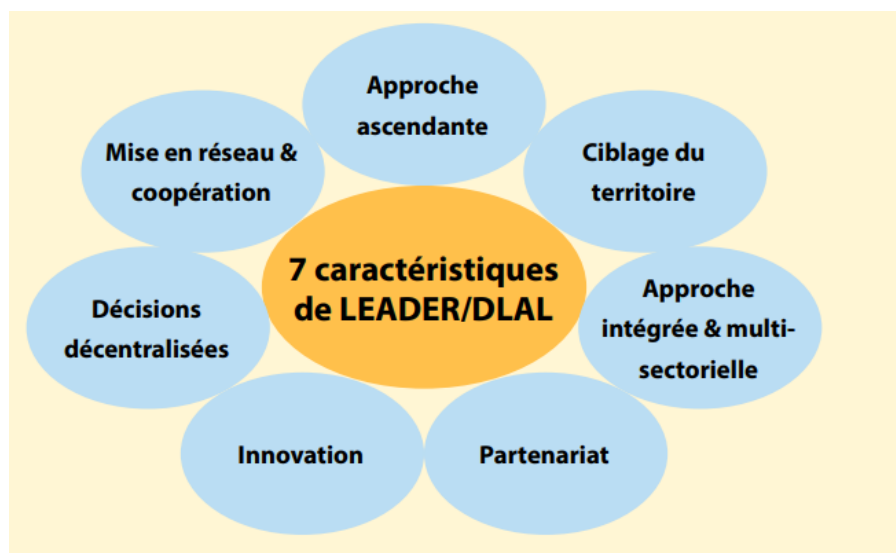 Approche
ascendante
Mise en réseau &
coopération
Ciblage du
territoire
7 caractéristiques
de LEADER/DLAL
Décisions
décentralisées
Approche
intégrée & multi-
sectorielle
Innovation
Partenariat